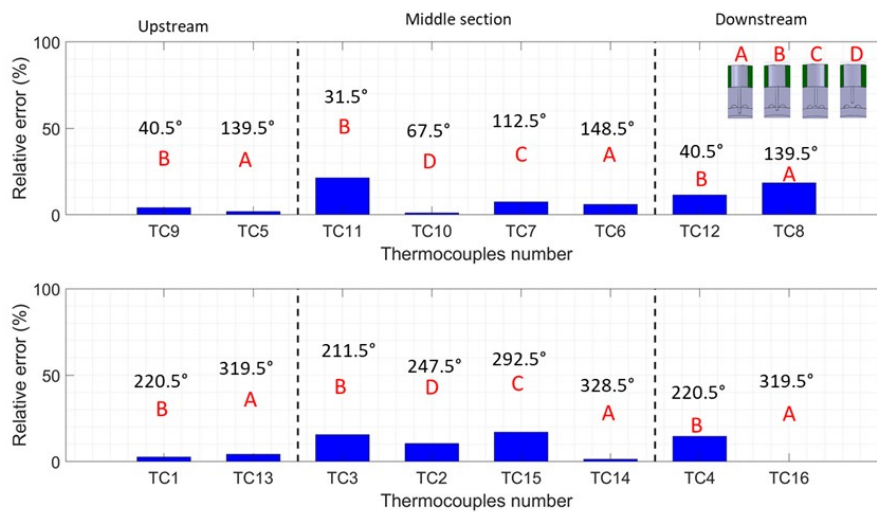 Upstream Middle section Downstream
100
50
0
Relative error (%)
A B C D
40.5° 139.5° 31.5° 67.5° 112.5° 148.5° 40.5° 139.5°
B A B D C A B A
TC9 TC5 TC11 TC10 TC7 TC6 TC12 TC8
Thermocouples number
100
50
0
Relative error (%)
220.5° 319.5° 211.5° 247.5° 292.5° 328.5° 220.5° 319.5°
B A B D C A B A
TC1 TC13 TC3 TC2 TC15 TC14 TC4 TC16
Thermocouples number